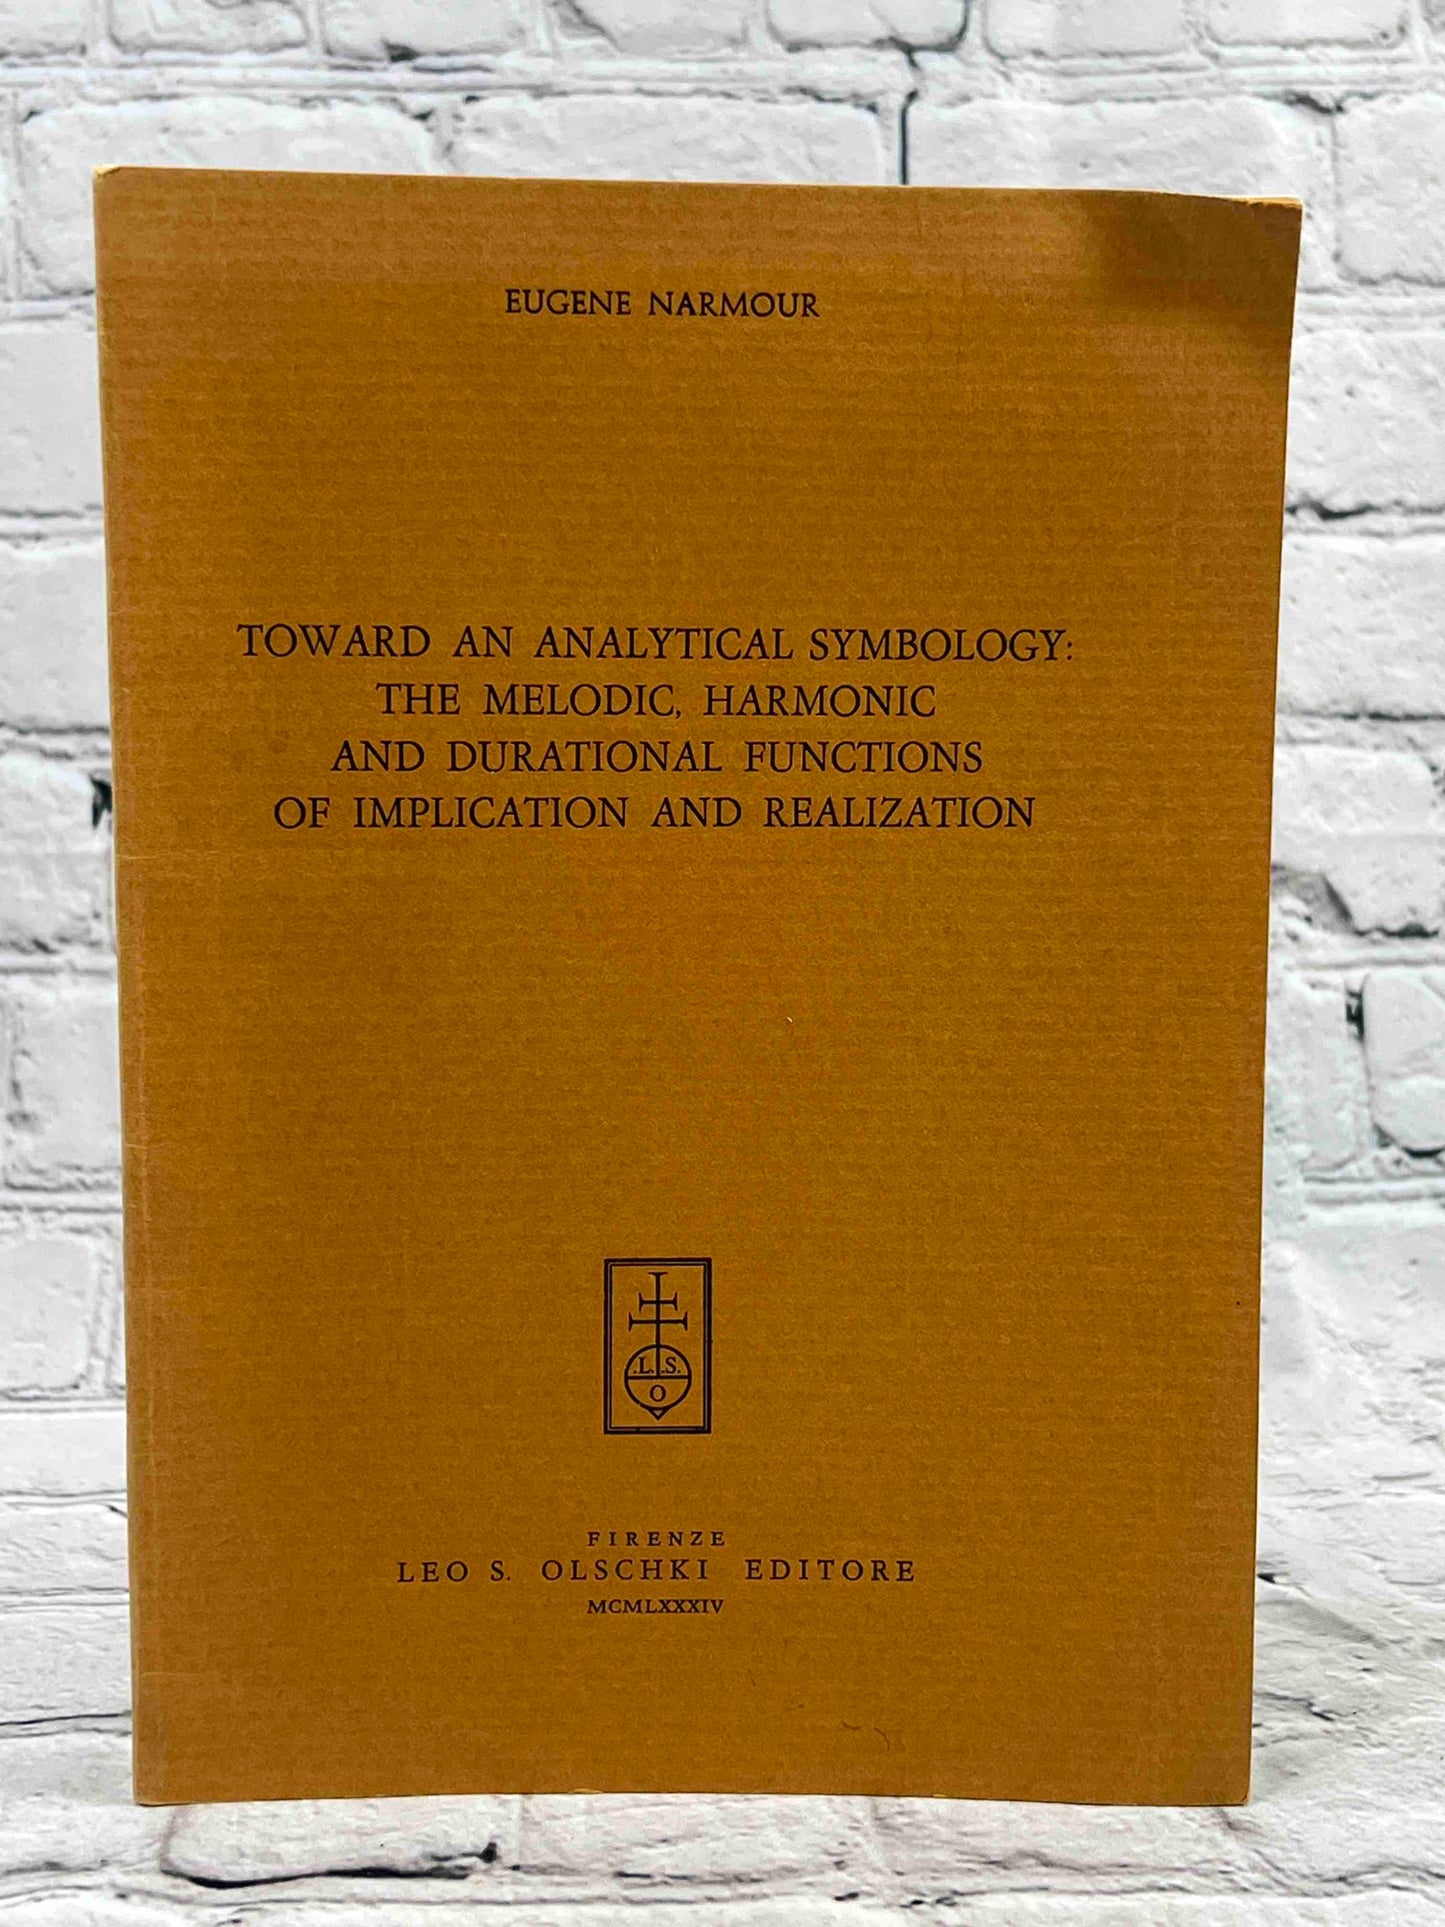 EUGENE NARMOUR
TOWARD AN ANALYTICAL SYMBOLOGY:
THE MELODIC, HARMONIC
AND DURATIONAL FUNCTIONS
OF IMPLICATION AND REALIZATION
.L. .S.
O
FIRENZE
LEO S. OLSCHKI EDITORE
MCMLXXXIV